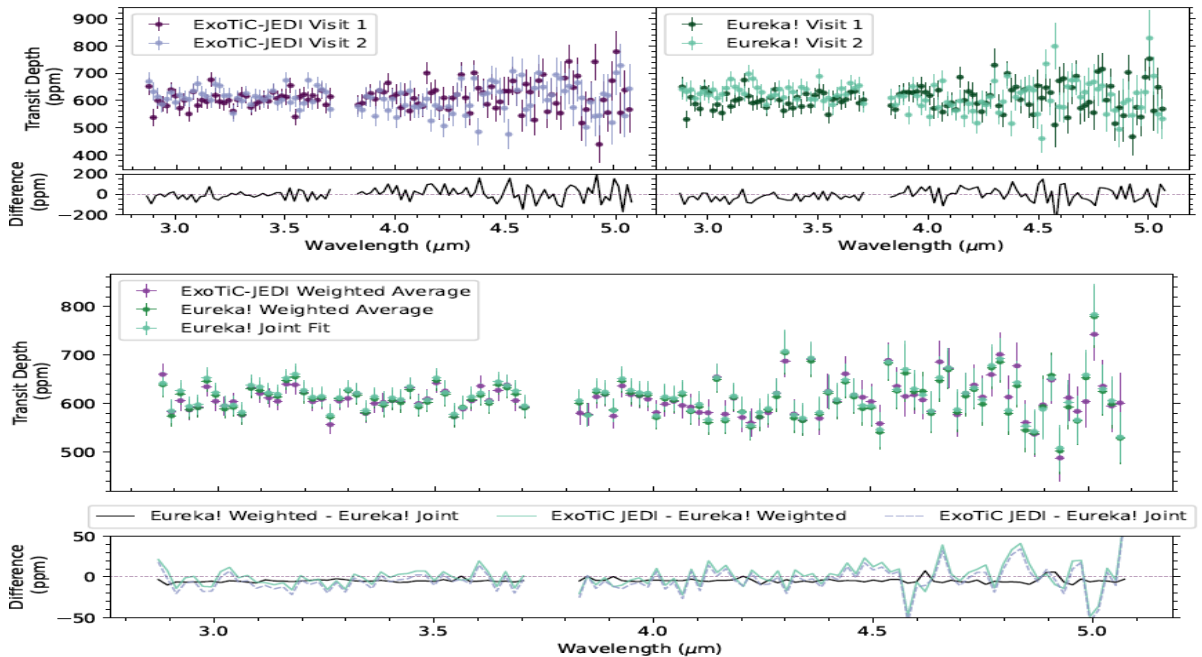 900
800
700
600
500
400
Transit Depth
(ppm)
ExoTiC-JEDI Visit 1
ExoTiC-JEDI Visit 2
Eureka! Visit 1
Eureka! Visit 2
200
0
−200
Difference
(ppm)
3.0 3.5 4.0 4.5 5.0
Wavelength (μm)
3.0 3.5 4.0 4.5 5.0
Wavelength (μm)
800
700
600
500
Transit Depth
(ppm)
ExoTiC-JEDI Weighted Average
Eureka! Weighted Average
Eureka! Joint Fit
Eureka! Weighted - Eureka! Joint
ExoTiC JEDI - Eureka! Weighted
ExoTiC JEDI - Eureka! Joint
50
0
−50
Difference
(ppm)
3.0 3.5 4.0 4.5 5.0
Wavelength (μm)